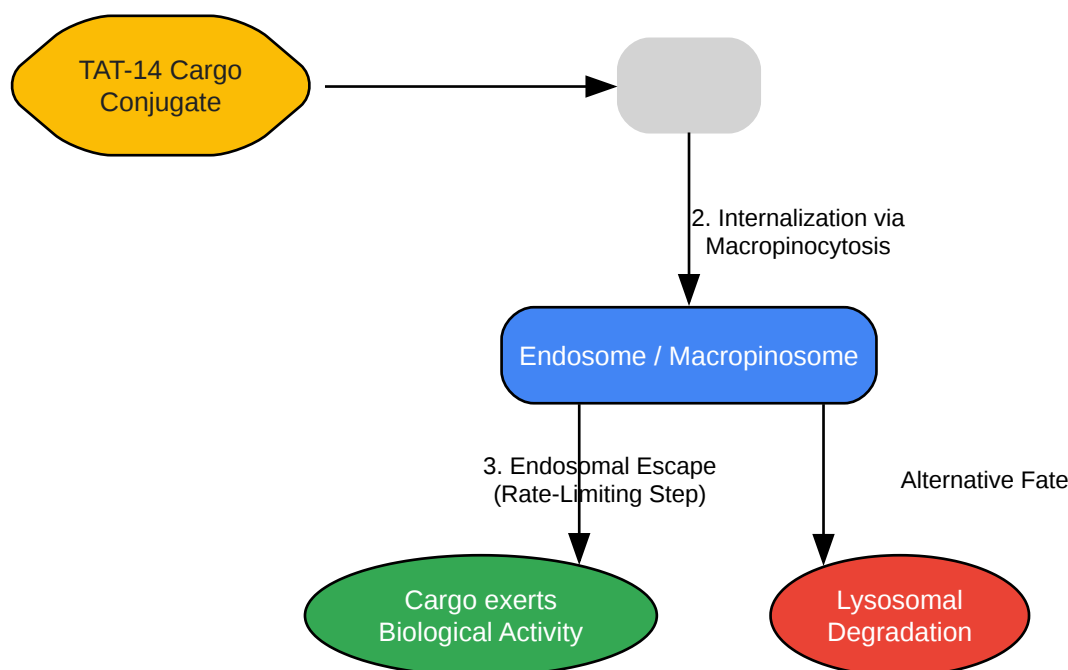 TAT-14 Cargo
Conjugate
2. Internalization via
Macropinocytosis
Endosome / Macropinosome
3. Endosomal Escape
(Rate-Limiting Step)
Alternative Fate
Cargo exerts
Biological Activity
Lysosomal
Degradation